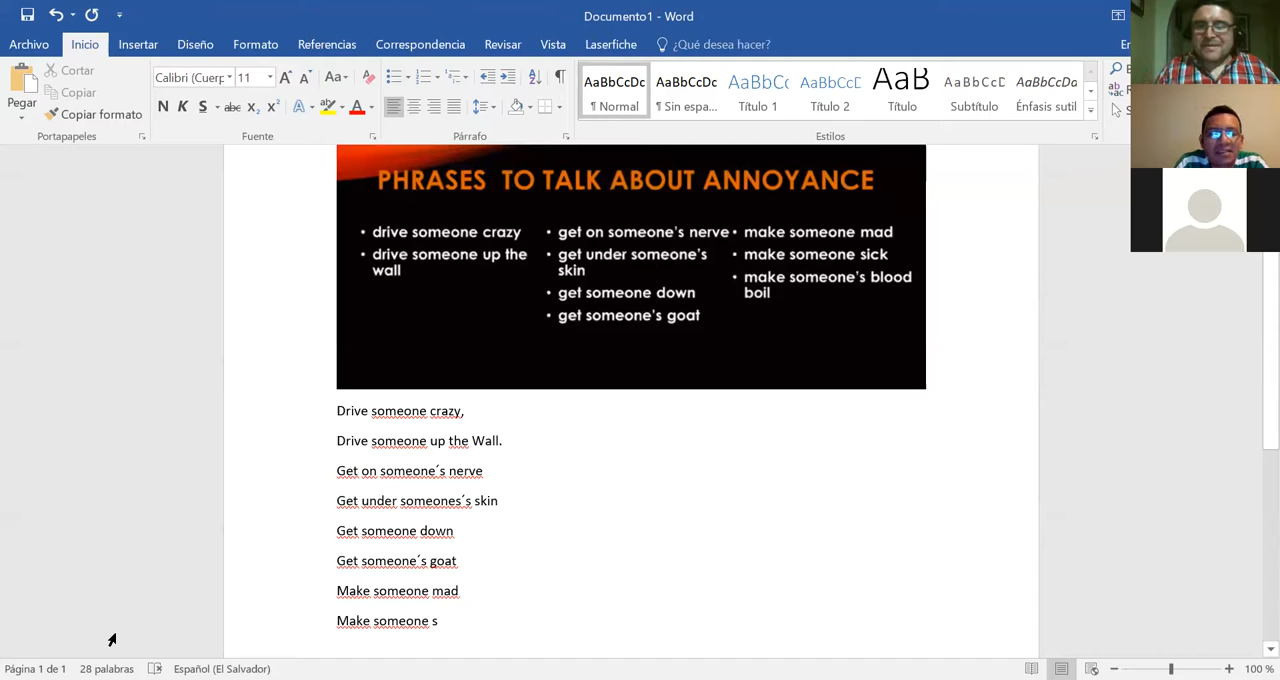 Documento1 - Word
Archivo Inicio Insertar Diseño Formato Referencias Correspondencia Revisar Vista Laserfiche ¿Qué desea hacer?
Pegar
Cortar
Copiar
Copiar formato
Portapapeles
Calibri (Cuerp 11
N K S abc x₂ x²
Fuente
Párrafo
AaBbCcDc AaBbCcDc AaBbC( AaBbCcD AaB AaBbCcD AaBbCcDa
¶ Normal ¶ Sin espa... Título 1 Título 2 Título Subtítulo Énfasis sutil
Estilos
PHRASES TO TALK ABOUT ANNOYANCE
• drive someone crazy
• drive someone up the
wall
• get on someone's nerve
• get under someone's
skin
• get someone down
• get someone's goat
• make someone mad
• make someone sick
• make someone's blood
boil
Drive someone crazy,
Drive someone up the Wall.
Get on someone´s nerve
Get under someones´s skin
Get someone down
Get someone´s goat
Make someone mad
Make someone s
Página 1 de 1 28 palabras Español (El Salvador) 100 %